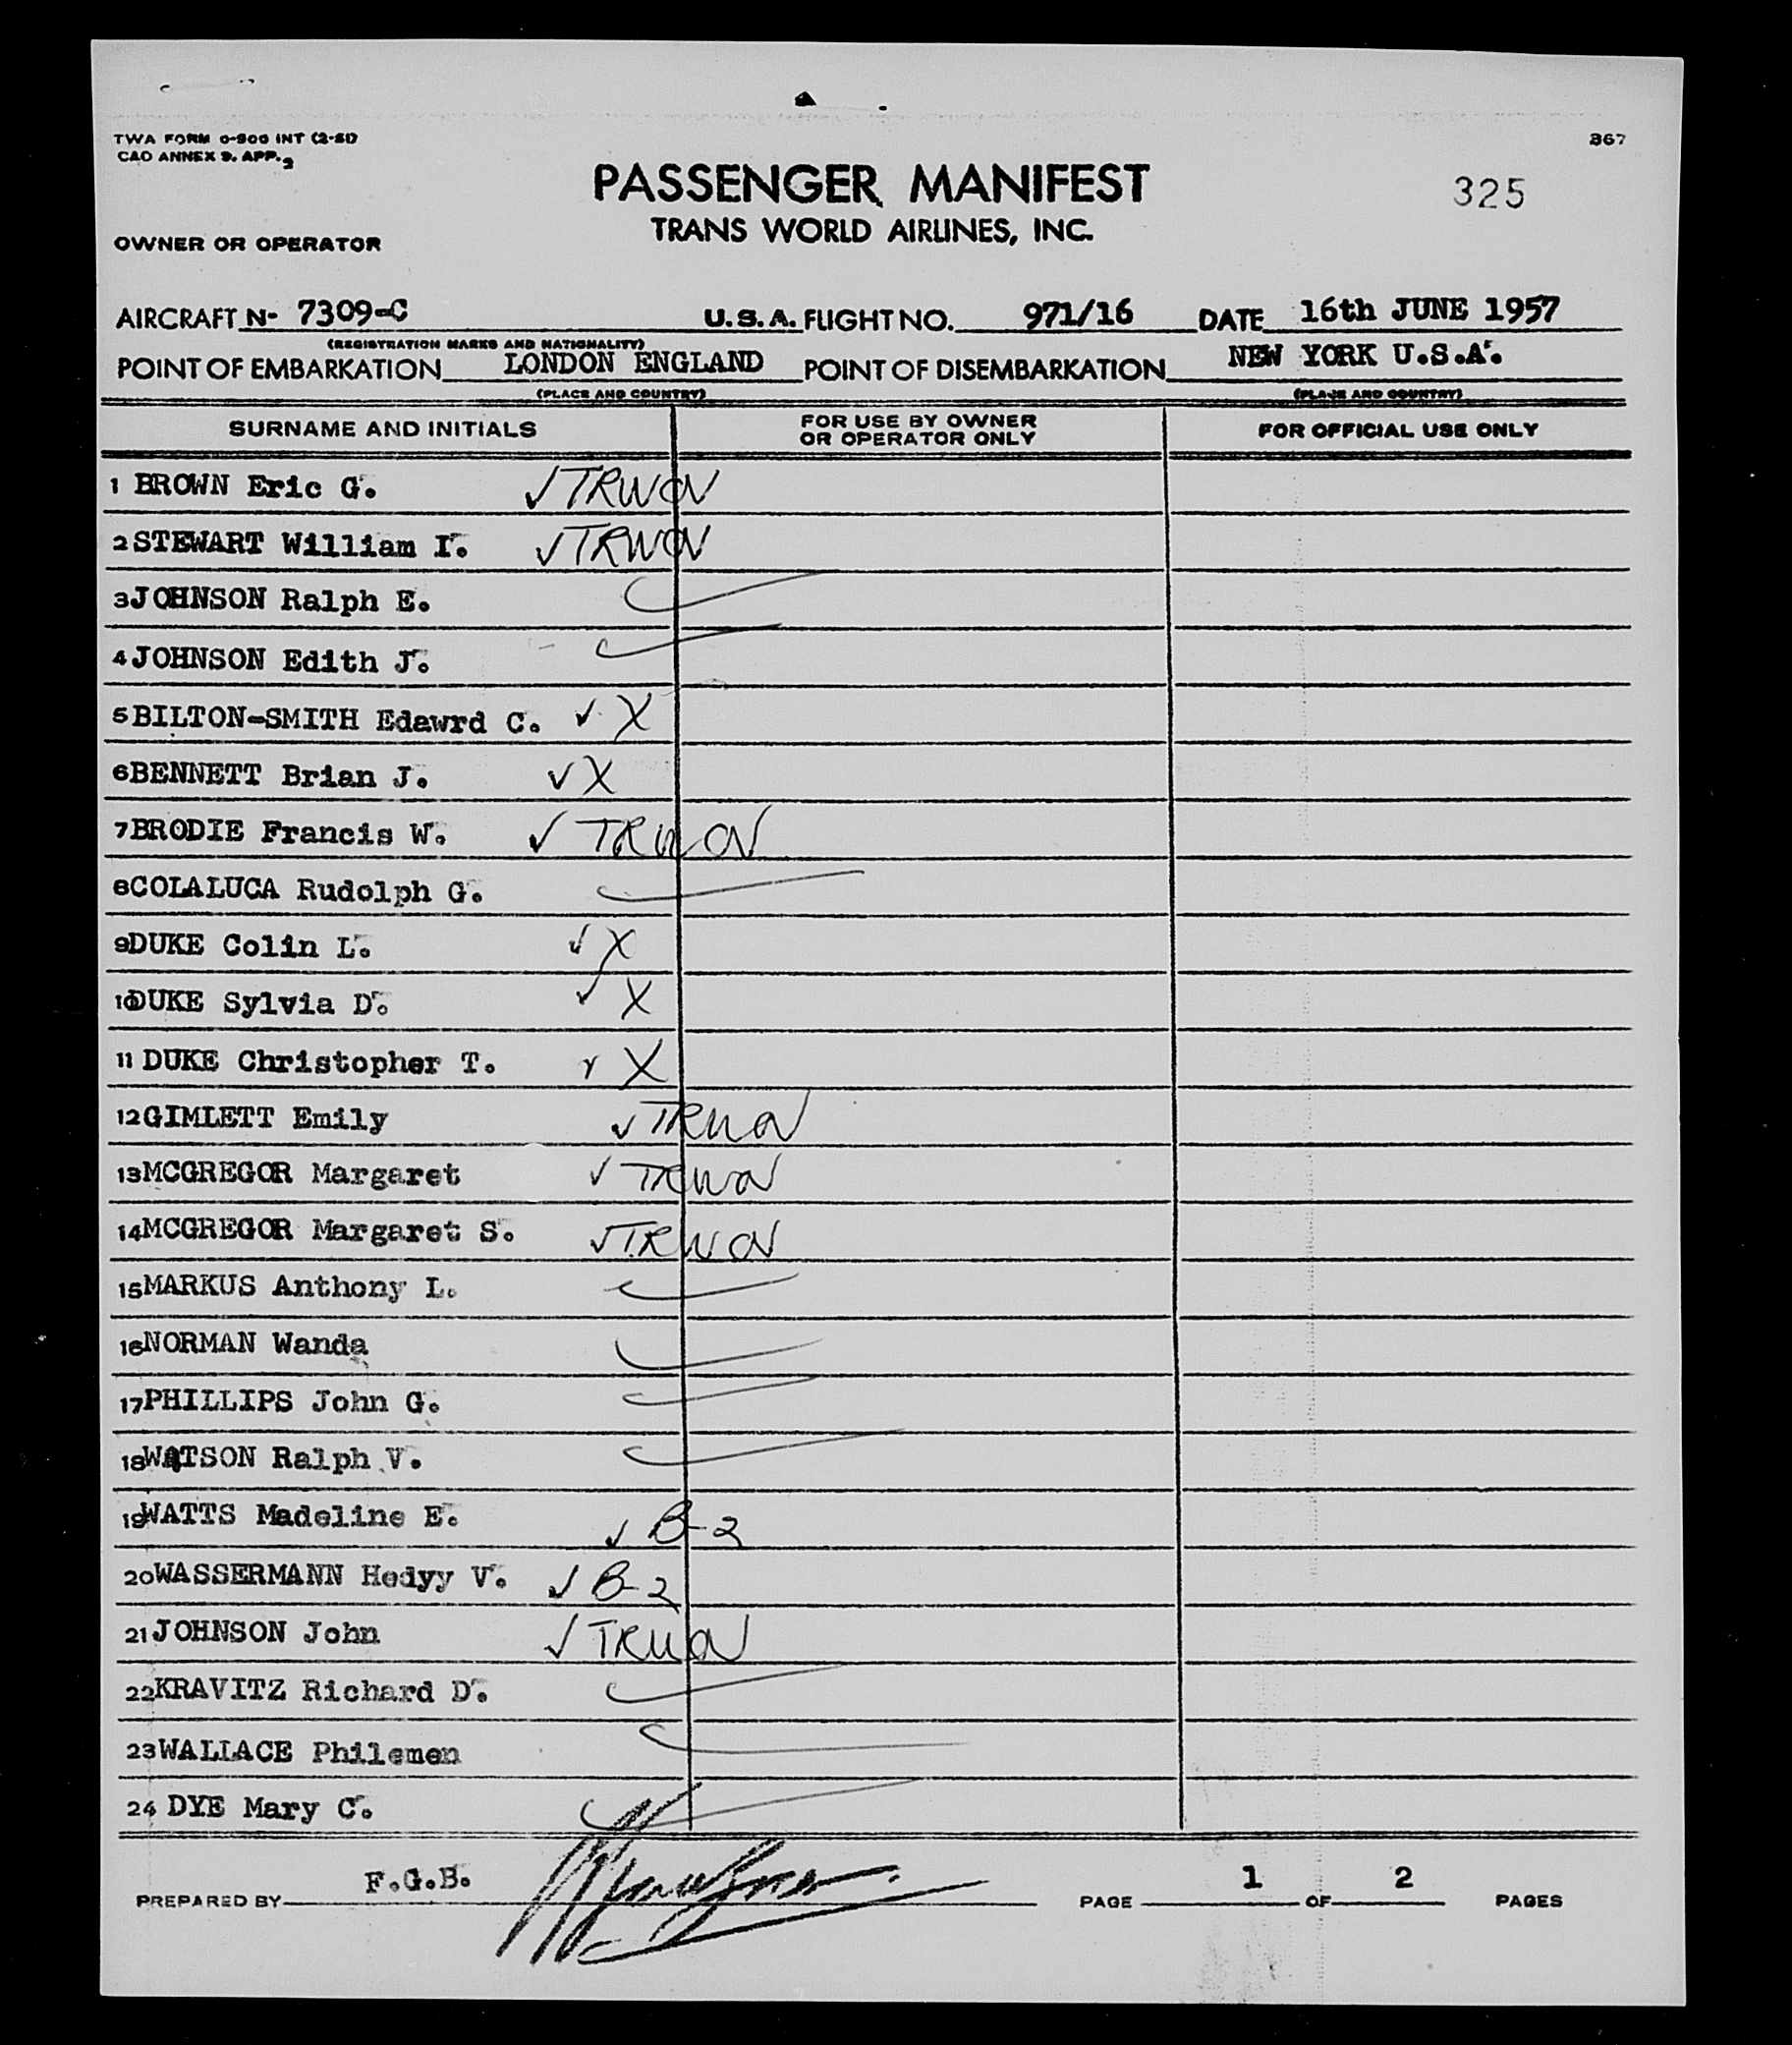 TWA FORM 0-900 INT (2-51)
CAO ANNEX 9. APP. 2
367
PASSENGER MANIFEST
325
TRANS WORLD AIRLINES, INC.
OWNER OR OPERATOR
AIRCRAFT N- 7309-C U.S.A. FLIGHT NO. 971/16 DATE 16th JUNE 1957
(REGISTRATION MARKS AND NATIONALITY)
POINT OF EMBARKATION LONDON ENGLAND POINT OF DISEMBARKATION NEW YORK U.S.A.
(PLACE AND COUNTRY) (PLACE AND COUNTRY)
SURNAME AND INITIALS FOR USE BY OWNER OR OPERATOR ONLY FOR OFFICIAL USE ONLY
1 BROWN Eric G. ✓ TRWOV
2 STEWART William I. ✓ TRWOV
3 JOHNSON Ralph E. ✓
4 JOHNSON Edith J. ✓
5 BILTON-SMITH Edawrd C. ✓ X
6 BENNETT Brian J. ✓ X
7 BRODIE Francis W. ✓ TRWOV
8 COLALUCA Rudolph G. ✓
9 DUKE Colin L. ✓ X
10 DUKE Sylvia D. ✓ X
11 DUKE Christopher T. ✓ X
12 GIMLETT Emily ✓ TRWOV
13 MCGREGOR Margaret ✓ TRWOV
14 MCGREGOR Margaret S. ✓ TRWOV
15 MARKUS Anthony L. ✓
16 NORMAN Wanda ✓
17 PHILLIPS John G. ✓
18 WATSON Ralph V. ✓
19 WATTS Madeline E. ✓ B-2
20 WASSERMANN Hedyy V. ✓ B-2
21 JOHNSON John ✓ TRWOV
22 KRAVITZ Richard D. ✓
23 WALLACE Philemen ✓
24 DYE Mary C. ✓
PREPARED BY F.G.B. PAGE 1 OF 2 PAGES